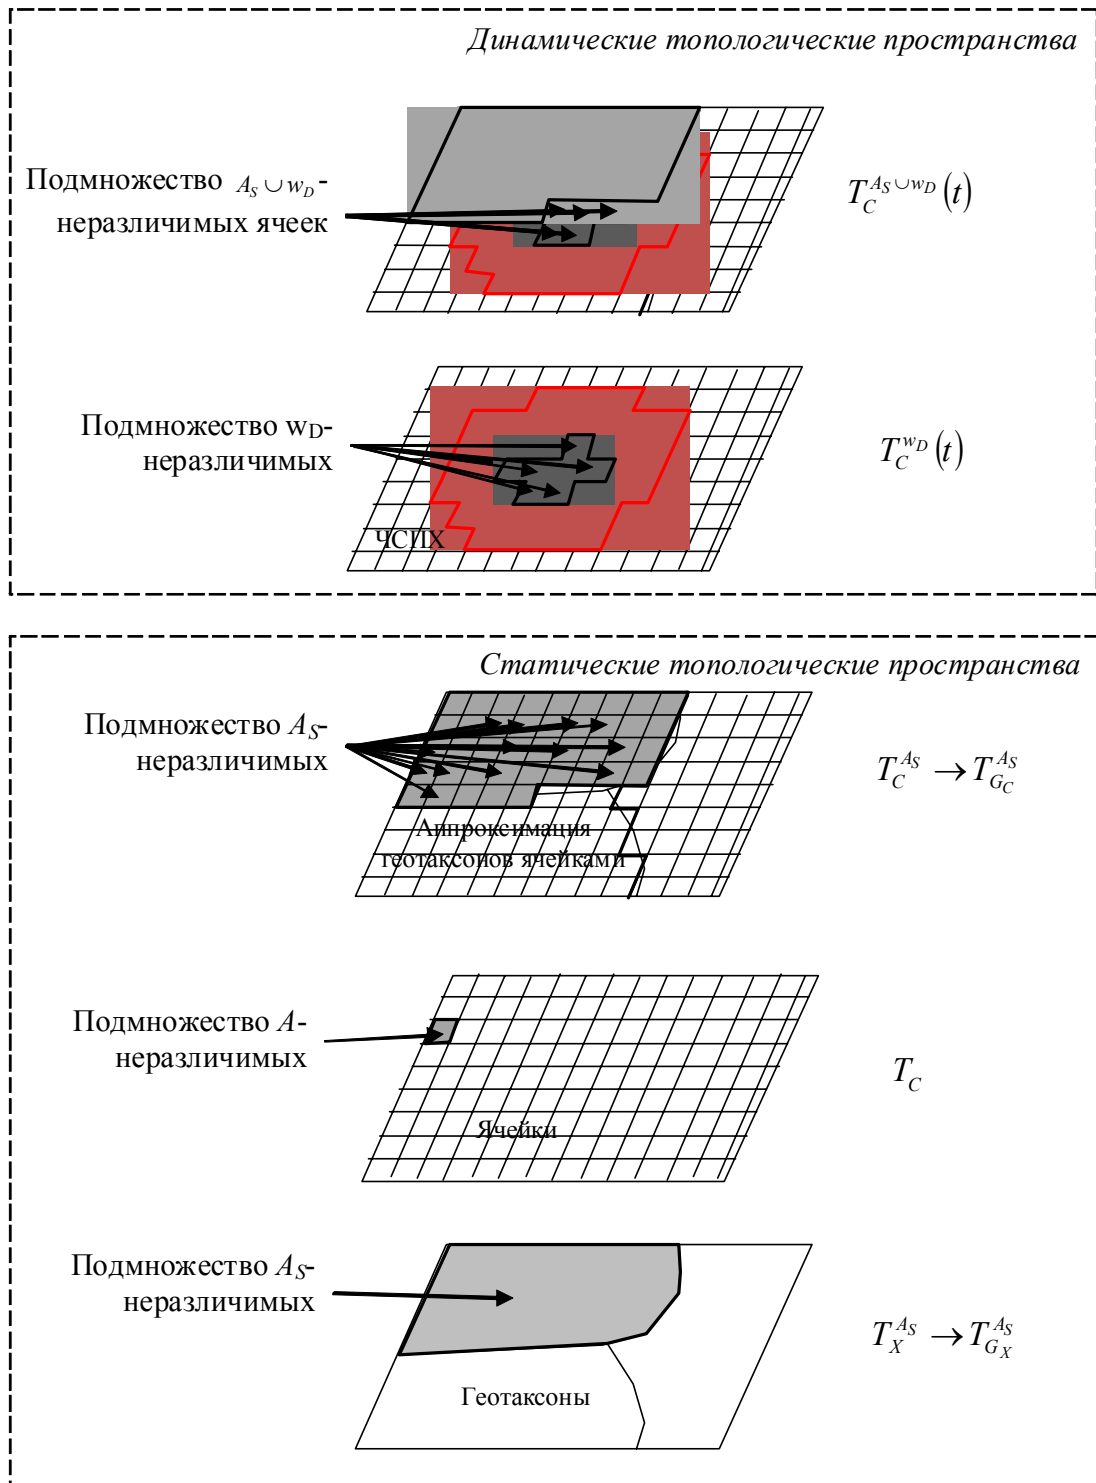 Динамические топологические пространства
Подмножество A_S ∪ w_D-
неразличимых ячеек
T_C^{A_S ∪ w_D}(t)
Подмножество w_D-
неразличимых
T_C^{w_D}(t)
ЧСПХ
Статические топологические пространства
Подмножество A_S-
неразличимых
T_C^{A_S} → T_{G_C}^{A_S}
Аппроксимация
геотаксонов ячейками
Подмножество A-
неразличимых
T_C
Ячейки
Подмножество A_S-
неразличимых
T_X^{A_S} → T_{G_X}^{A_S}
Геотаксоны